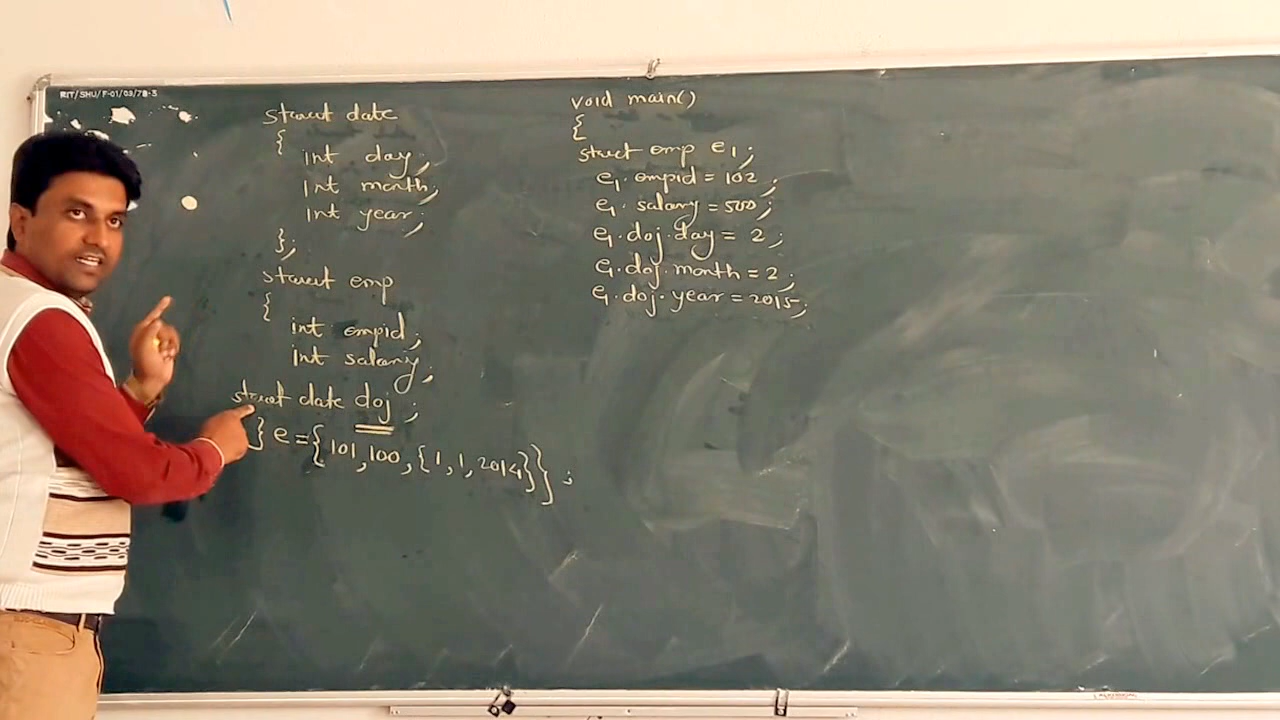 RIT/SHU/F-01/03/78-5
struct date
{
int day;
int month;
int year;
};
struct emp
{
int empid;
int salary;
struct date doj;
} e={101,100,{1,1,2014}};
void main()
{
struct emp e1;
e1.empid=102;
e1.salary=500;
e1.doj.day=2;
e1.doj.month=2;
e1.doj.year=2015;